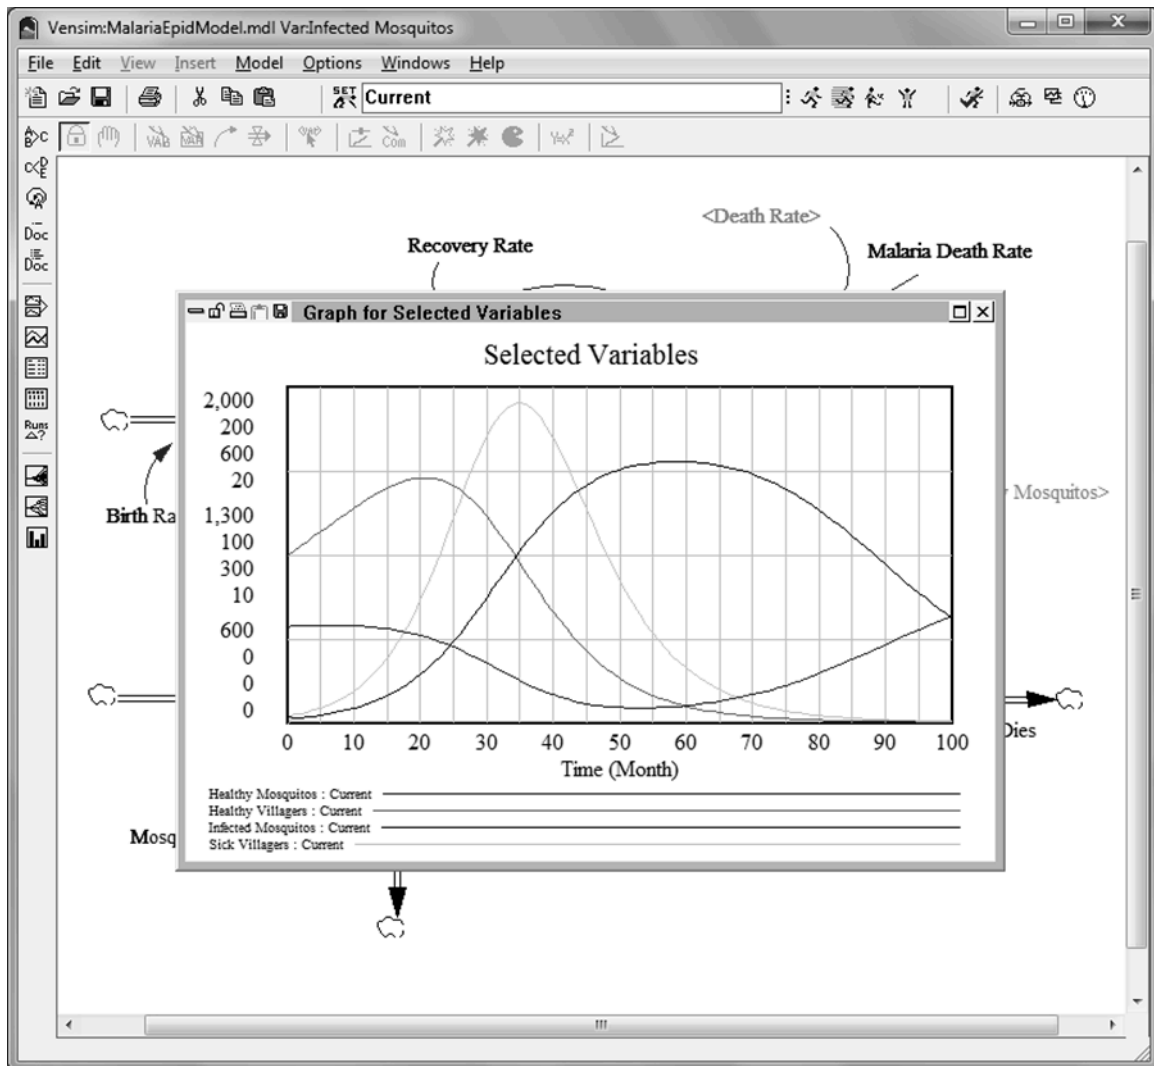 Vensim:MalariaEpidModel.mdl Var:Infected Mosquitos
File Edit View Insert Model Options Windows Help
SET Current
VAB Com
Doc
Doc
Runs
<Death Rate>
Recovery Rate
Malaria Death Rate
Graph for Selected Variables
Selected Variables
2,000
200
600
20
1,300
100
300
10
600
0
0
0
0 10 20 30 40 50 60 70 80 90 100
Time (Month)
Healthy Mosquitos : Current
Healthy Villagers : Current
Infected Mosquitos : Current
Sick Villagers : Current
Birth Ra
Mosquitos>
Dies
Mosq